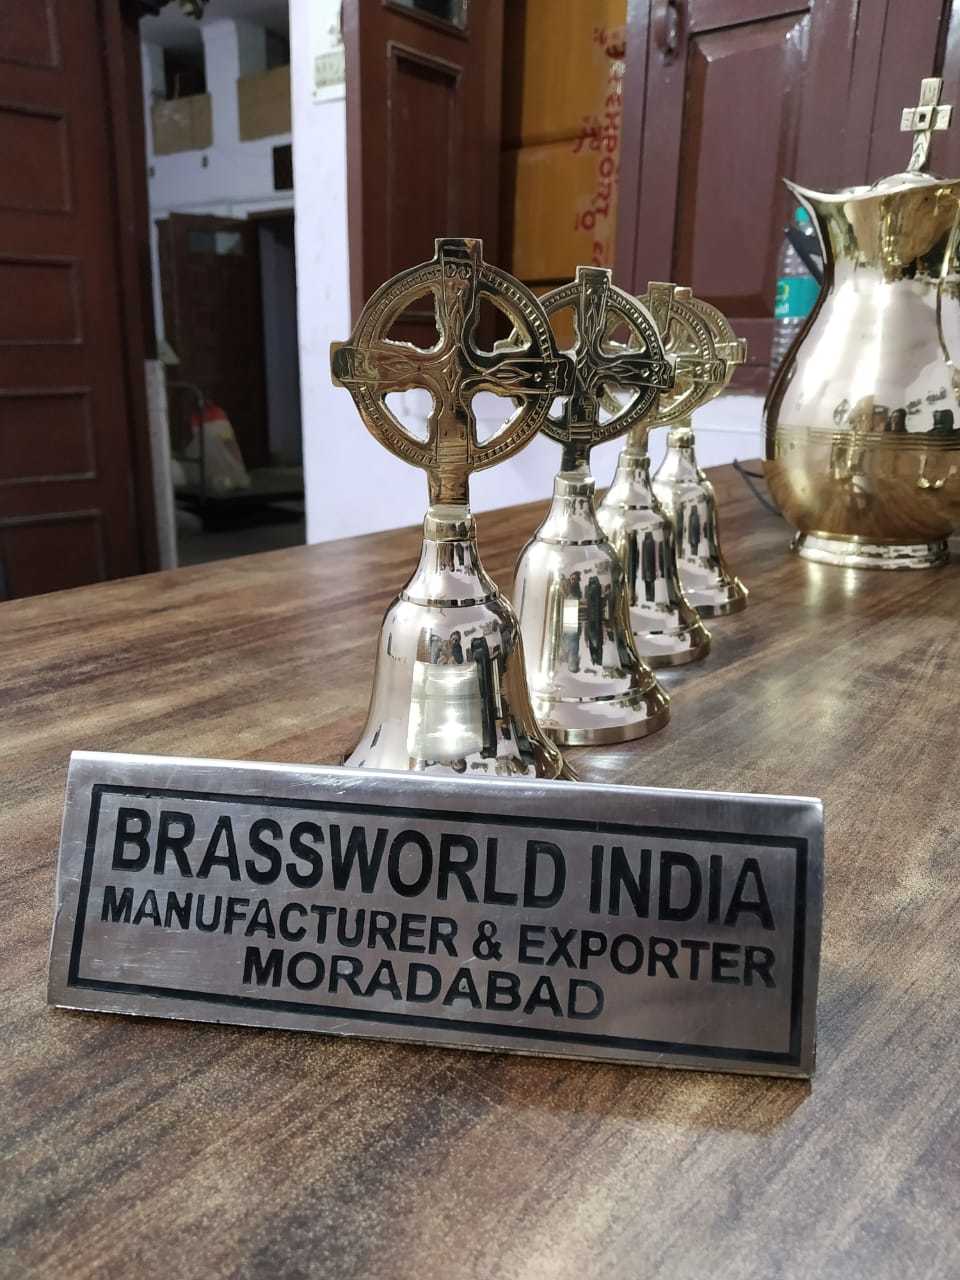 BRASSWORLD INDIA
MANUFACTURER & EXPORTER
MORADABAD